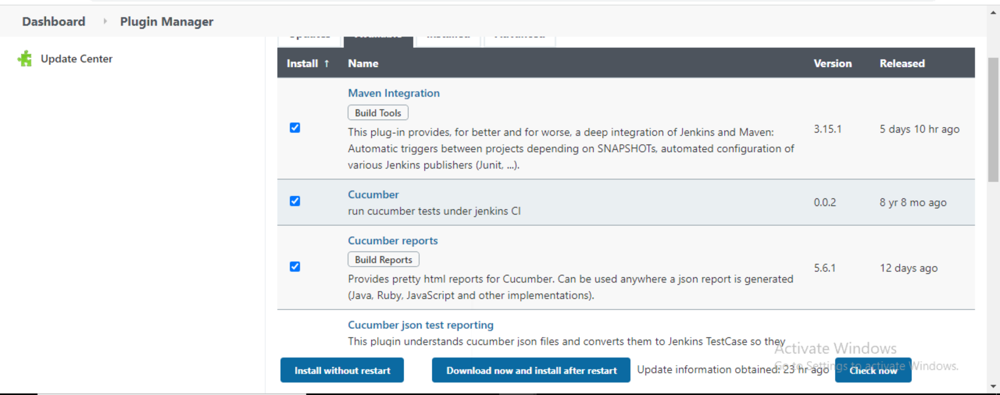 Dashboard Plugin Manager
Update Center
Updates Available Installed Advanced
Install ↑ Name Version Released
Maven Integration
Build Tools
This plug-in provides, for better and for worse, a deep integration of Jenkins and Maven:
Automatic triggers between projects depending on SNAPSHOTs, automated configuration of
various Jenkins publishers (Junit, ...).
3.15.1 5 days 10 hr ago
Cucumber
run cucumber tests under jenkins CI
0.0.2 8 yr 8 mo ago
Cucumber reports
Build Reports
Provides pretty html reports for Cucumber. Can be used anywhere a json report is generated
(Java, Ruby, JavaScript and other implementations).
5.6.1 12 days ago
Cucumber json test reporting
This plugin understands cucumber json files and converts them to Jenkins TestCase so they
Activate Windows
Go to Settings to activate Windows.
Install without restart Download now and install after restart Update information obtained: 23 hr ago Check now